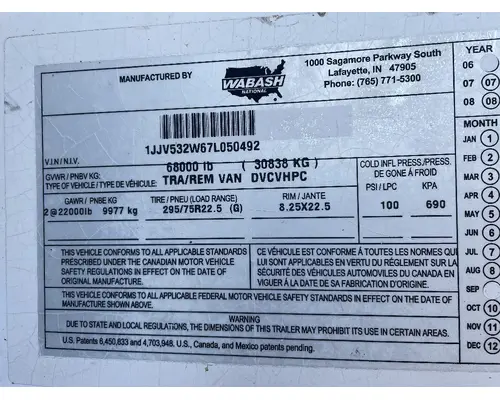 MANUFACTURED BY
WABASH
NATIONAL
1000 Sagamore Parkway South
Lafayette, IN 47905
Phone: (765) 771-5300
1JJV532W67L050492
V.I.N/N.I.V.
68000 lb ( 30838 KG )
GVWR / PNBV KG:
TYPE OF VEHICLE / TYPE DE VÉHICULE: TRA/REM VAN DVCVHPC
COLD INFL PRESS/PRESS
DE GONÉ À FROID
GAWR / PNBE KG
TIRE / PNEU (LOAD RANGE)
RIM / JANTE
PSI / LPC
KPA
2@22000lb 9977 kg
295/75R22.5 (G)
8.25X22.5
100
690
THIS VEHICLE CONFORMS TO ALL APPLICABLE STANDARDS
PRESCRIBED UNDER THE CANADIAN MOTOR VEHICLE
SAFETY REGULATIONS IN EFFECT ON THE DATE OF
ORIGINAL MANUFACTURE.
CE VÉHICULE EST CONFORME À TOUTES LES NORMES QUI
LUI SONT APPLICABLES EN VERTU DU RÉGLEMENT SUR LA
SÉCURITÉ DES VÉHICULES AUTOMOBILES DU CANADA EN
VIGUEUR À LA DATE DE SA FABRICATION D'ORIGINE.
THIS VEHICLE CONFORMS TO ALL APPLICABLE FEDERAL MOTOR VEHICLE SAFETY STANDARDS IN EFFECT ON THE DATE OF
MANUFACTURE SHOWN ABOVE.
WARNING
DUE TO STATE AND LOCAL REGULATIONS, THE DIMENSIONS OF THIS TRAILER MAY PROHIBIT ITS USE IN CERTAIN AREAS.
U.S. Patents 6,450,833 and 4,703,948, U.S., Canada, and Mexico patents pending.
YEAR
06
07 07
08 08
MONTH
JAN 1
FEB 2
MAR 3
APR 4
MAY 5
JUN 6
JUL 7
AUG 8
SEP
OCT 10
NOV 11
DEC 12